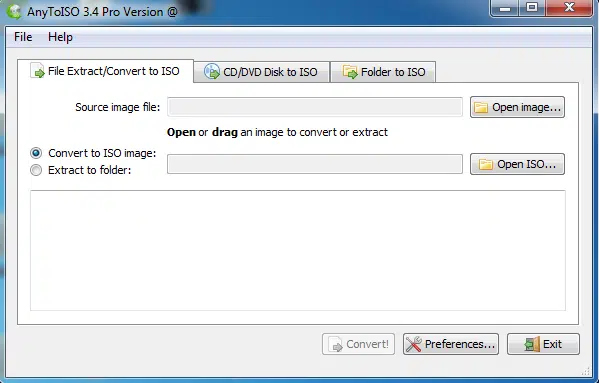 AnyToISO 3.4 Pro Version @
File Help
File Extract/Convert to ISO CD/DVD Disk to ISO Folder to ISO
Source image file: Open image...
Open or drag an image to convert or extract
Convert to ISO image:
Extract to folder: Open ISO...
Convert! Preferences... Exit